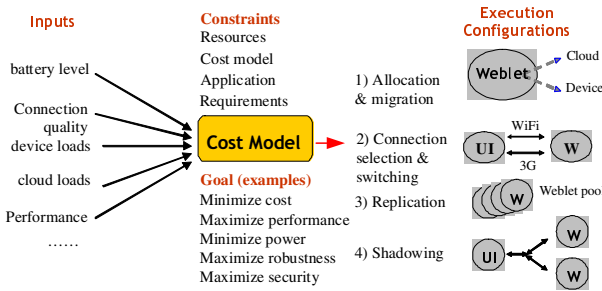 Inputs
battery level
Connection
quality
device loads
cloud loads
Performance
......
Constraints
Resources
Cost model
Application
Requirements
Cost Model
Goal (examples)
Minimize cost
Maximize performance
Minimize power
Maximize robustness
Maximize security
Execution
Configurations
1) Allocation
& migration
Weblet
Cloud
Device
2) Connection
selection &
switching
UI
WiFi
3G
W
3) Replication
W
Weblet poo
4) Shadowing
UI
W
W